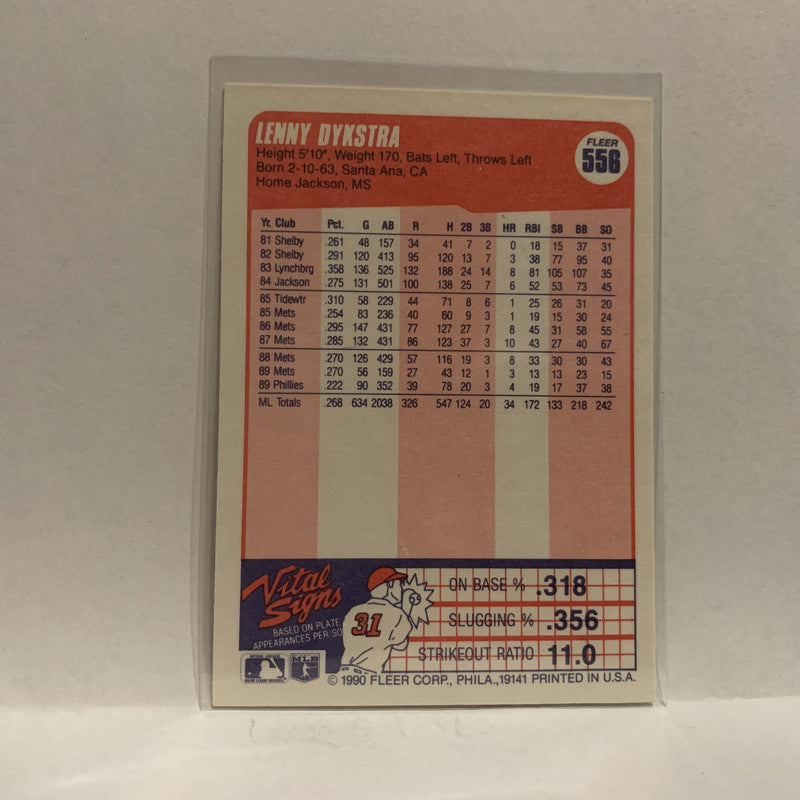 LENNY DYKSTRA
Height 5'10", Weight 170, Bats Left, Throws Left
Born 2-10-63, Santa Ana, CA
Home Jackson, MS
FLEER
556
Yr. Club Pct. G AB R H 2B 3B HR RBI SB BB SO
81 Shelby .261 48 157 34 41 7 2 0 18 15 37 31
82 Shelby .291 120 413 95 120 13 7 3 38 77 95 40
83 Lynchbrg .358 136 525 132 188 24 14 8 81 105 107 35
84 Jackson .275 131 501 100 138 25 7 6 52 53 73 45
85 Tidewtr .310 58 229 44 71 8 6 1 25 26 31 20
85 Mets .254 83 236 40 60 9 3 1 19 15 30 24
86 Mets .295 147 431 77 127 27 7 8 45 31 58 55
87 Mets .285 132 431 86 123 37 3 10 43 27 40 67
88 Mets .270 126 429 57 116 19 3 8 33 30 30 43
89 Mets .270 56 159 27 43 12 1 3 13 13 23 15
89 Phillies .222 90 352 39 78 20 3 4 19 17 37 38
ML Totals .268 634 2038 326 547 124 20 34 172 133 218 242
Vital
Signs
BASED ON PLATE
APPEARANCES PER/SO
31
ON BASE % .318
SLUGGING % .356
STRIKEOUT RATIO 11.0
MLB
© 1990 FLEER CORP., PHILA.,19141 PRINTED IN U.S.A.